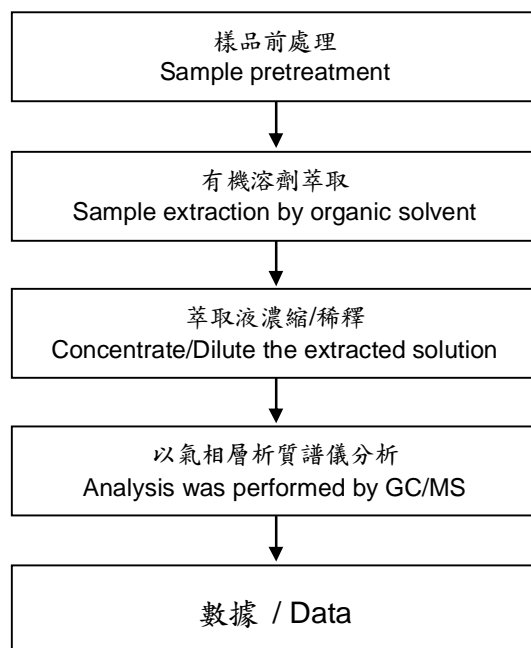 樣品前處理
Sample pretreatment
有機溶劑萃取
Sample extraction by organic solvent
萃取液濃縮/稀釋
Concentrate/Dilute the extracted solution
以氣相層析質譜儀分析
Analysis was performed by GC/MS
數據 / Data